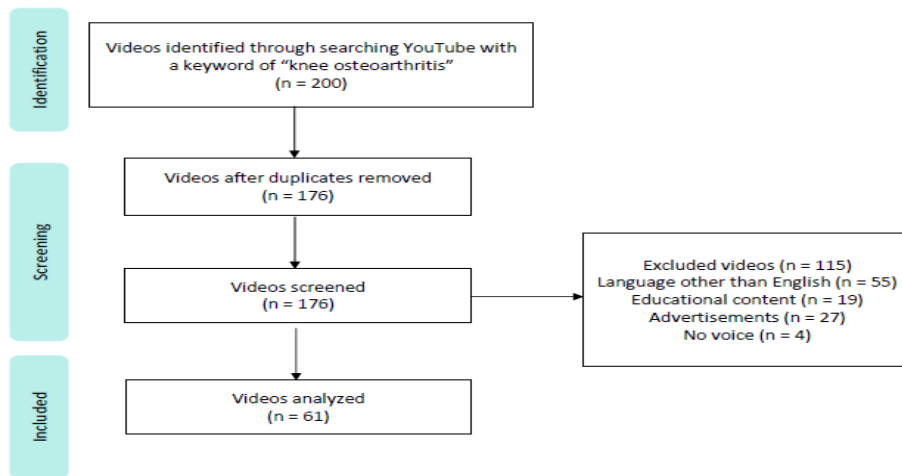 Identification
Videos identified through searching YouTube with
a keyword of “knee osteoarthritis”
(n = 200)
Screening
Videos after duplicates removed
(n = 176)
Videos screened
(n = 176)
Excluded videos (n = 115)
Language other than English (n = 55)
Educational content (n = 19)
Advertisements (n = 27)
No voice (n = 4)
Included
Videos analyzed
(n = 61)